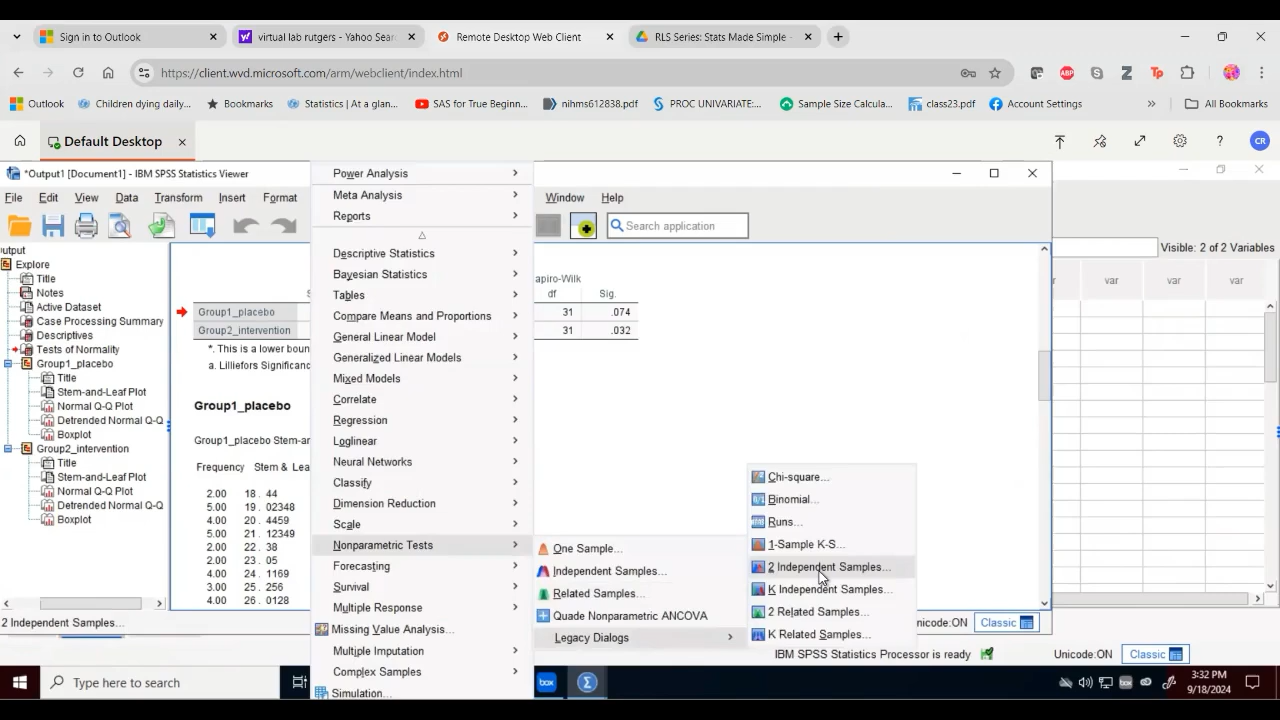 Sign in to Outlook
virtual lab rutgers - Yahoo Sear
Remote Desktop Web Client
RLS Series: Stats Made Simple -
https://client.wvd.microsoft.com/arm/webclient/index.html
ABP
Outlook
Children dying daily...
Bookmarks
Statistics | At a glan...
SAS for True Beginn...
nihms612838.pdf
PROC UNIVARIATE:...
Sample Size Calcula...
class23.pdf
Account Settings
All Bookmarks
Default Desktop
CR
*Output1 [Document1] - IBM SPSS Statistics Viewer
File Edit View Data Transform Insert Format
Window Help
Search application
Visible: 2 of 2 Variables
var var var
utput
Explore
Title
Notes
Active Dataset
Case Processing Summary
Descriptives
Tests of Normality
Group1_placebo
Title
Stem-and-Leaf Plot
Normal Q-Q Plot
Detrended Normal Q-Q
Boxplot
Group2_intervention
Title
Stem-and-Leaf Plot
Normal Q-Q Plot
Detrended Normal Q-Q
Boxplot
apiro-Wilk
S df Sig.
Group1_placebo 31 .074
Group2_intervention 31 .032
*. This is a lower boun
a. Lilliefors Significanc
Group1_placebo
Group1_placebo Stem-an
Frequency Stem & Lea
2.00 18 . 44
5.00 19 . 02348
4.00 20 . 4459
5.00 21 . 12349
2.00 22 . 38
2.00 23 . 05
4.00 24 . 1169
3.00 25 . 256
4.00 26 . 0128
Power Analysis
Meta Analysis
Reports
Descriptive Statistics
Bayesian Statistics
Tables
Compare Means and Proportions
General Linear Model
Generalized Linear Models
Mixed Models
Correlate
Regression
Loglinear
Neural Networks
Classify
Dimension Reduction
Scale
Nonparametric Tests
Forecasting
Survival
Multiple Response
Missing Value Analysis...
Multiple Imputation
Complex Samples
Simulation...
One Sample...
Independent Samples...
Related Samples...
Quade Nonparametric ANCOVA
Legacy Dialogs
Chi-square...
Binomial...
Runs...
1-Sample K-S...
2 Independent Samples...
K Independent Samples...
2 Related Samples...
K Related Samples...
2 Independent Samples...
nicode:ON Classic
IBM SPSS Statistics Processor is ready
Unicode:ON Classic
Type here to search
box
box
3:32 PM
9/18/2024